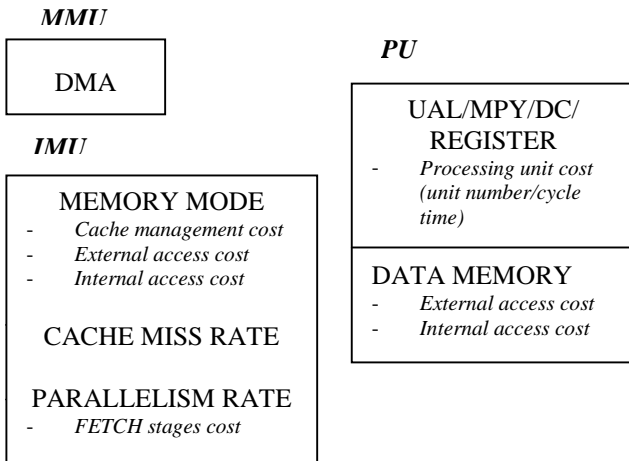 MMU
DMA
IMU
MEMORY MODE
- Cache management cost
- External access cost
- Internal access cost
CACHE MISS RATE
PARALLELISM RATE
- FETCH stages cost
PU
UAL/MPY/DC/
REGISTER
- Processing unit cost
(unit number/cycle
time)
DATA MEMORY
- External access cost
- Internal access cost